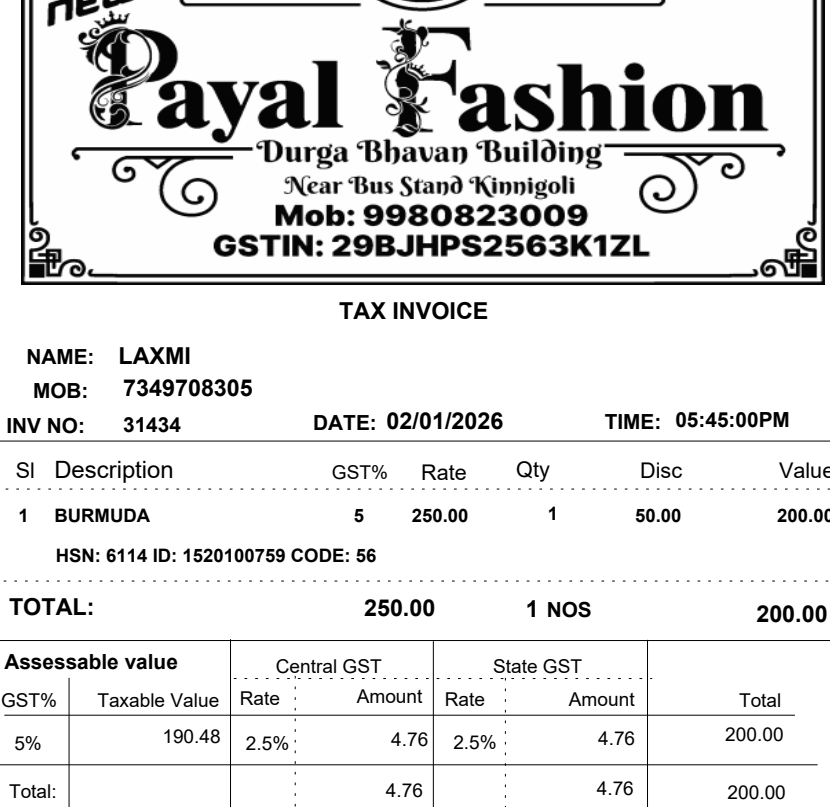 new
Payal Fashion
Durga Bhavan Building
Near Bus Stand Kinnigoli
Mob: 9980823009
GSTIN: 29BJHPS2563K1ZL
TAX INVOICE
NAME: LAXMI
MOB: 7349708305
INV NO: 31434 DATE: 02/01/2026 TIME: 05:45:00PM
Sl Description GST% Rate Qty Disc Value
1 BURMUDA 5 250.00 1 50.00 200.00
HSN: 6114 ID: 1520100759 CODE: 56
TOTAL: 250.00 1 NOS 200.00
Assessable value Central GST State GST
GST% Taxable Value Rate Amount Rate Amount Total
5% 190.48 2.5% 4.76 2.5% 4.76 200.00
Total: 4.76 4.76 200.00